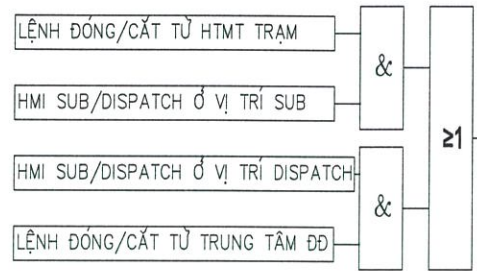 LỆNH ĐÓNG/CẮT TỪ HTMT TRẠM
&
HMI SUB/DISPATCH Ở VỊ TRÍ SUB
≥1
HMI SUB/DISPATCH Ở VỊ TRÍ DISPATCH
&
LỆNH ĐÓNG/CẮT TỪ TRUNG TÂM ĐĐ